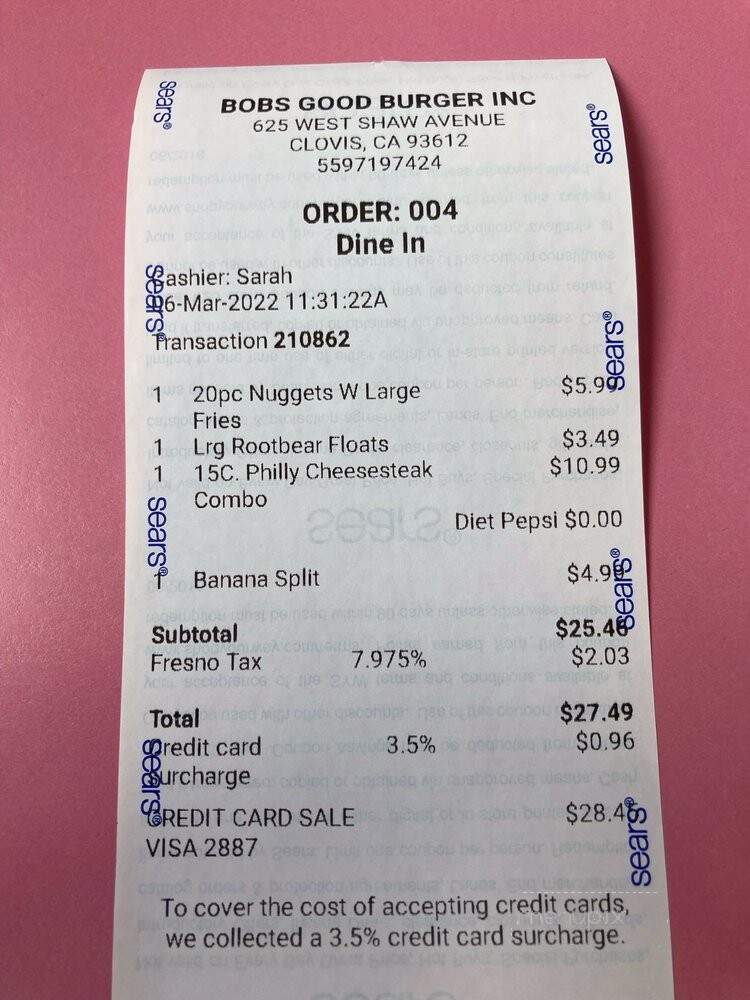 BOBS GOOD BURGER INC
625 WEST SHAW AVENUE
CLOVIS, CA 93612
5597197424
ORDER: 004
Dine In
Cashier: Sarah
06-Mar-2022 11:31:22A
Transaction 210862
1 20pc Nuggets W Large $5.99
Fries
1 Lrg Rootbear Floats $3.49
1 15C. Philly Cheesesteak $10.99
Combo
Diet Pepsi $0.00
1 Banana Split $4.99
Subtotal $25.46
Fresno Tax 7.975% $2.03
Total $27.49
Credit card 3.5% $0.96
Surcharge
CREDIT CARD SALE $28.45
VISA 2887
To cover the cost of accepting credit cards,
we collected a 3.5% credit card surcharge.
sears®
sears®
sears®
sears®
sears®
sears®
sears®
sears®